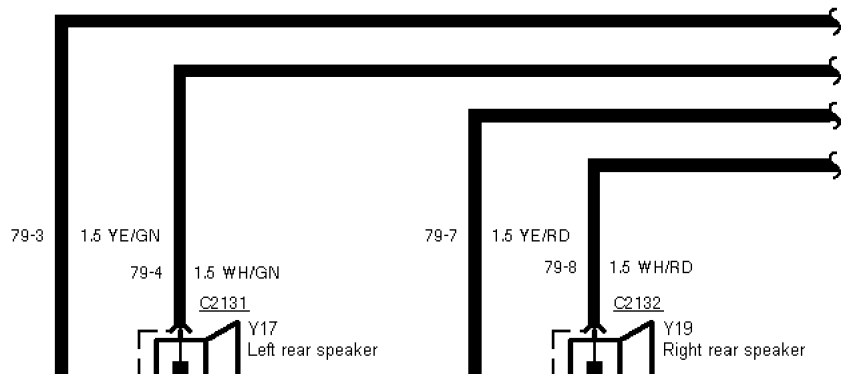 79-3 1.5 YE/GN
79-7 1.5 YE/RD
79-4 1.5 WH/GN
79-8 1.5 WH/RD
C2131
C2132
Y17
Left rear speaker
Y19
Right rear speaker